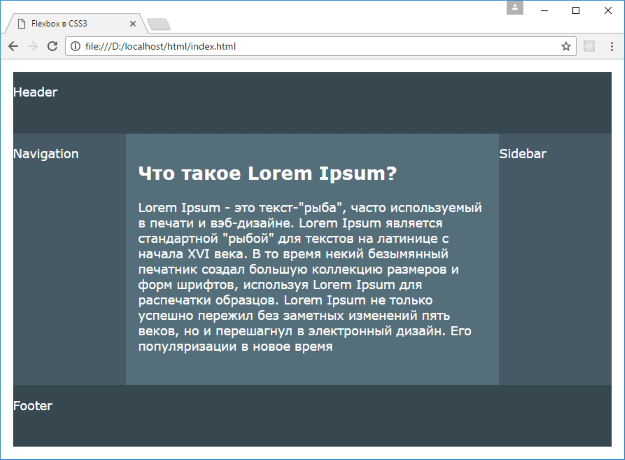 Flexbox в CSS3
file:///D:/localhost/html/index.html
Header
Navigation
Что такое Lorem Ipsum?
Lorem Ipsum - это текст-"рыба", часто используемый
в печати и вэб-дизайне. Lorem Ipsum является
стандартной "рыбой" для текстов на латинице с
начала XVI века. В то время некий безымянный
печатник создал большую коллекцию размеров и
форм шрифтов, используя Lorem Ipsum для
распечатки образцов. Lorem Ipsum не только
успешно пережил без заметных изменений пять
веков, но и перешагнул в электронный дизайн. Его
популяризации в новое время
Sidebar
Footer